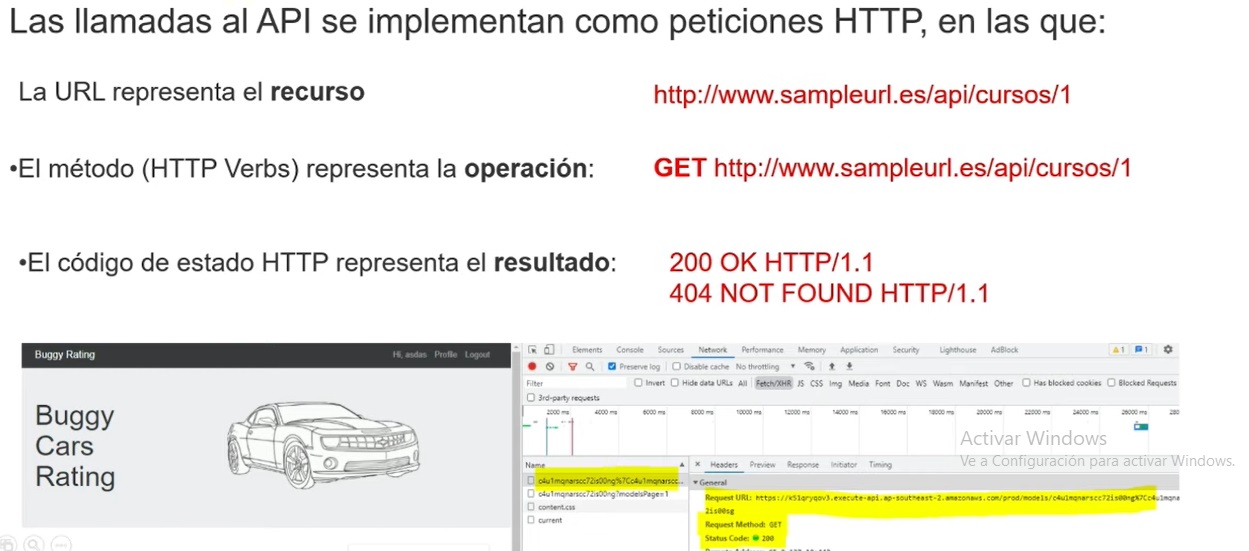 Las llamadas al API se implementan como peticiones HTTP, en las que:
La URL representa el recurso
http://www.sampleurl.es/api/cursos/1
•El método (HTTP Verbs) representa la operación:
GET http://www.sampleurl.es/api/cursos/1
•El código de estado HTTP representa el resultado:
200 OK HTTP/1.1
404 NOT FOUND HTTP/1.1
Buggy Rating
Hi, asdas Profile Logout
Buggy
Cars
Rating
Elements Console Sources Network Performance Memory Application Security Lighthouse AdBlock
1 1
Preserve log Disable cache No throttling
Filter
Invert Hide data URLs All Fetch/XHR JS CSS Img Media Font Doc WS Wasm Manifest Other Has blocked cookies Blocked Requests
3rd-party requests
2000 ms 4000 ms 6000 ms 8000 ms 10000 ms 12000 ms 14000 ms 16000 ms 18000 ms 20000 ms 22000 ms 24000 ms 26000 ms 280
Activar Windows
Ve a Configuración para activar Windows.
Name
c4u1mqnarscc72is00ng%7Cc4u1mqnarscc...
c4u1mqnarscc72is00ng?modelsPage=1
content.css
current
Headers Preview Response Initiator Timing
General
Request URL: https://k51qryqov3.execute-api.ap-southeast-2.amazonaws.com/prod/models/c4u1mqnarscc72is00ng%7Cc4u1mqna
2is00sg
Request Method: GET
Status Code: 200